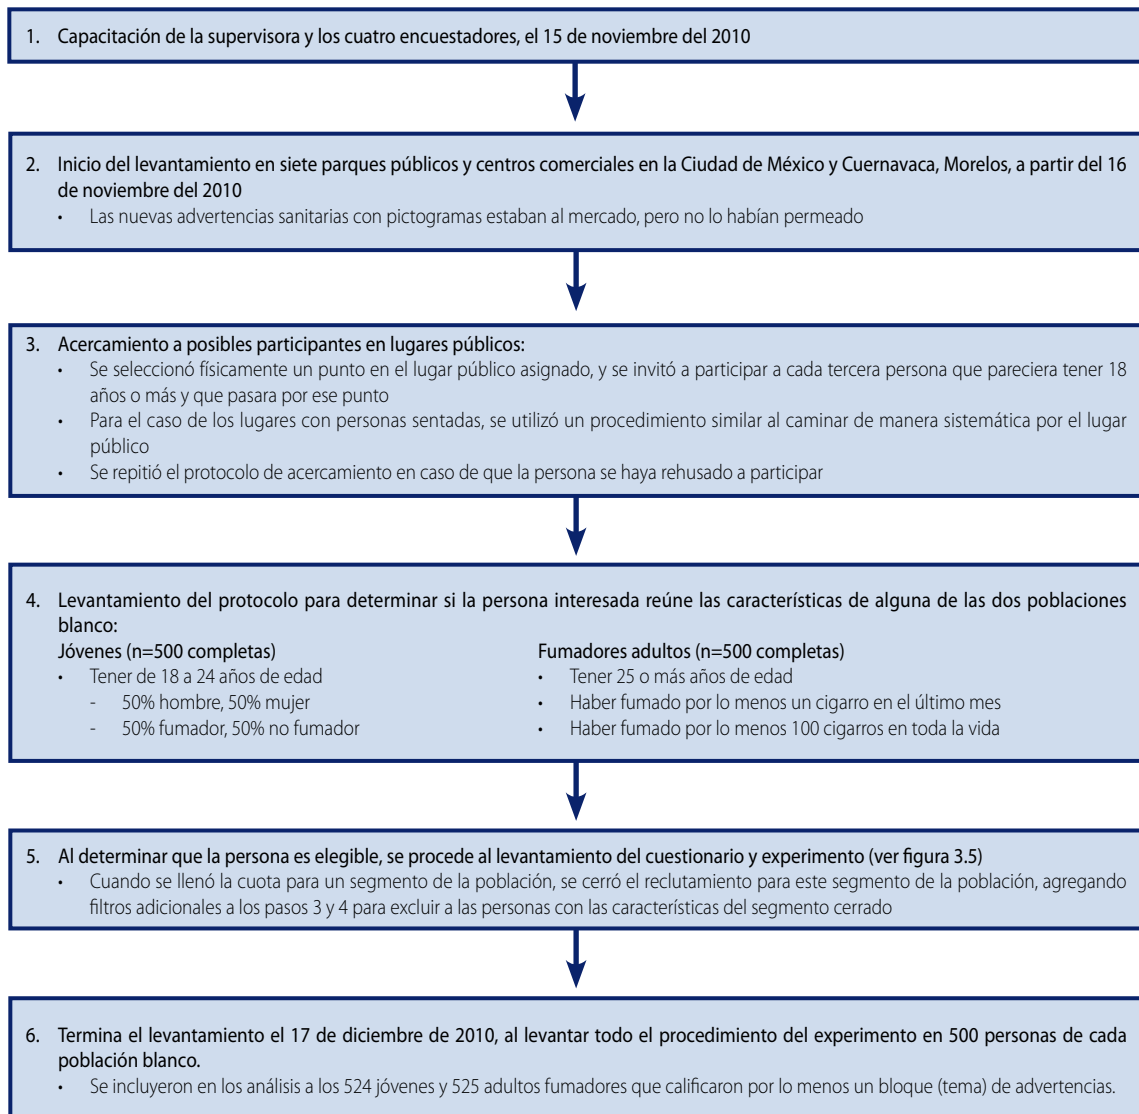 1. Capacitación de la supervisora y los cuatro encuestadores, el 15 de noviembre del 2010
2. Inicio del levantamiento en siete parques públicos y centros comerciales en la Ciudad de México y Cuernavaca, Morelos, a partir del 16
de noviembre del 2010
• Las nuevas advertencias sanitarias con pictogramas estaban al mercado, pero no lo habían permeado
3. Acercamiento a posibles participantes en lugares públicos:
• Se seleccionó físicamente un punto en el lugar público asignado, y se invitó a participar a cada tercera persona que pareciera tener 18
años o más y que pasara por ese punto
• Para el caso de los lugares con personas sentadas, se utilizó un procedimiento similar al caminar de manera sistemática por el lugar
público
• Se repitió el protocolo de acercamiento en caso de que la persona se haya rehusado a participar
4. Levantamiento del protocolo para determinar si la persona interesada reúne las características de alguna de las dos poblaciones
blanco:
Jóvenes (n=500 completas)
• Tener de 18 a 24 años de edad
- 50% hombre, 50% mujer
- 50% fumador, 50% no fumador
Fumadores adultos (n=500 completas)
• Tener 25 o más años de edad
• Haber fumado por lo menos un cigarro en el último mes
• Haber fumado por lo menos 100 cigarros en toda la vida
5. Al determinar que la persona es elegible, se procede al levantamiento del cuestionario y experimento (ver figura 3.5)
• Cuando se llenó la cuota para un segmento de la población, se cerró el reclutamiento para este segmento de la población, agregando
filtros adicionales a los pasos 3 y 4 para excluir a las personas con las características del segmento cerrado
6. Termina el levantamiento el 17 de diciembre de 2010, al levantar todo el procedimiento del experimento en 500 personas de cada
población blanco.
• Se incluyeron en los análisis a los 524 jóvenes y 525 adultos fumadores que calificaron por lo menos un bloque (tema) de advertencias.